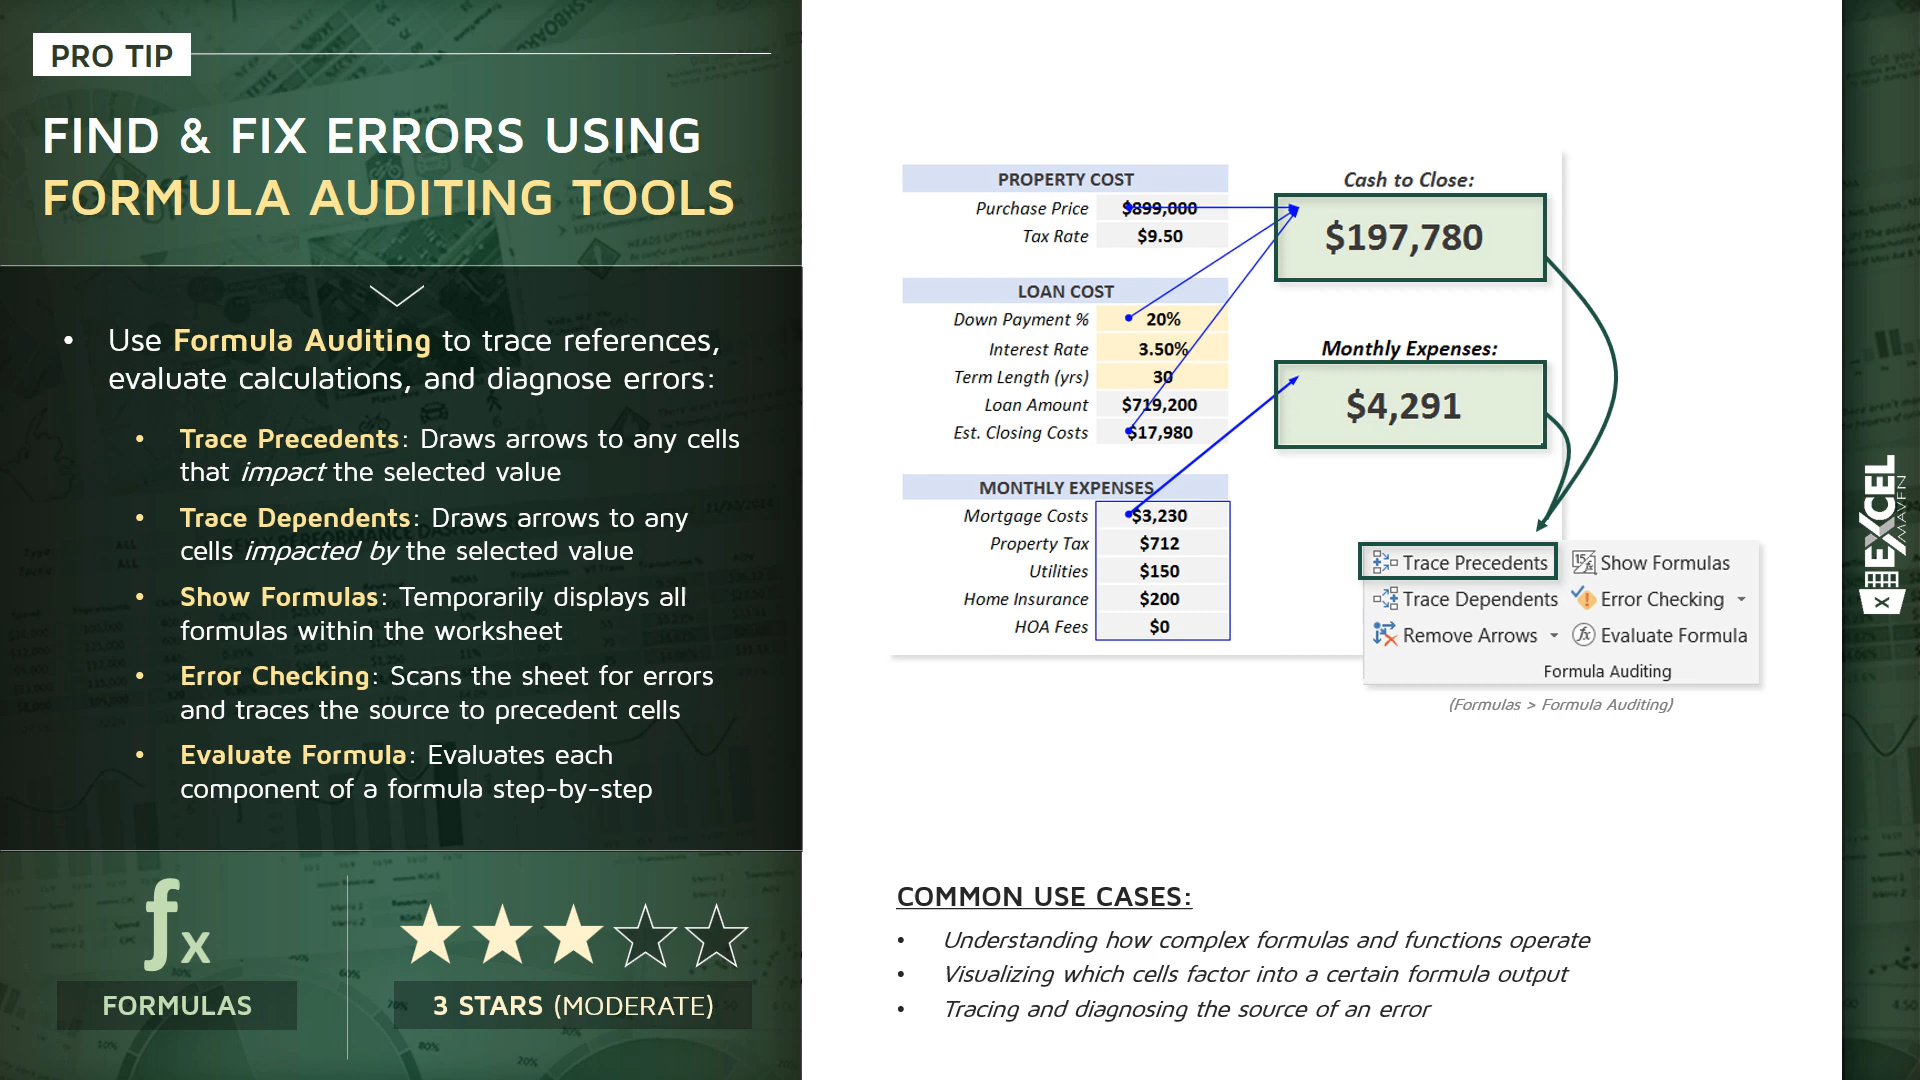 PRO TIP
FIND & FIX ERRORS USING
FORMULA AUDITING TOOLS
• Use Formula Auditing to trace references,
evaluate calculations, and diagnose errors:
• Trace Precedents: Draws arrows to any cells
that impact the selected value
• Trace Dependents: Draws arrows to any
cells impacted by the selected value
• Show Formulas: Temporarily displays all
formulas within the worksheet
• Error Checking: Scans the sheet for errors
and traces the source to precedent cells
• Evaluate Formula: Evaluates each
component of a formula step-by-step
fx
FORMULAS
3 STARS (MODERATE)
PROPERTY COST
Purchase Price $899,000
Tax Rate $9.50
LOAN COST
Down Payment % 20%
Interest Rate 3.50%
Term Length (yrs) 30
Loan Amount $719,200
Est. Closing Costs $17,980
MONTHLY EXPENSES
Mortgage Costs $3,230
Property Tax $712
Utilities $150
Home Insurance $200
HOA Fees $0
Cash to Close:
$197,780
Monthly Expenses:
$4,291
Trace Precedents Show Formulas
Trace Dependents Error Checking
Remove Arrows Evaluate Formula
Formula Auditing
(Formulas > Formula Auditing)
COMMON USE CASES:
• Understanding how complex formulas and functions operate
• Visualizing which cells factor into a certain formula output
• Tracing and diagnosing the source of an error
X EXCEL
MAVEN